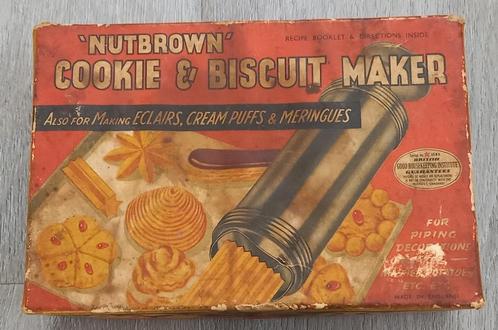 'NUTBROWN'
RECIPE BOOKLET & DIRECTIONS INSIDE
COOKIE & BISCUIT MAKER
ALSO FOR MAKING ECLAIRS, CREAM PUFFS & MERINGUES
BRITISH
GOOD HOUSEKEEPING INSTITUTE
GUARANTEES
FOR
PIPING
DECORATIONS
POTATOES
ETC. ETC.
MADE IN ENGLAND